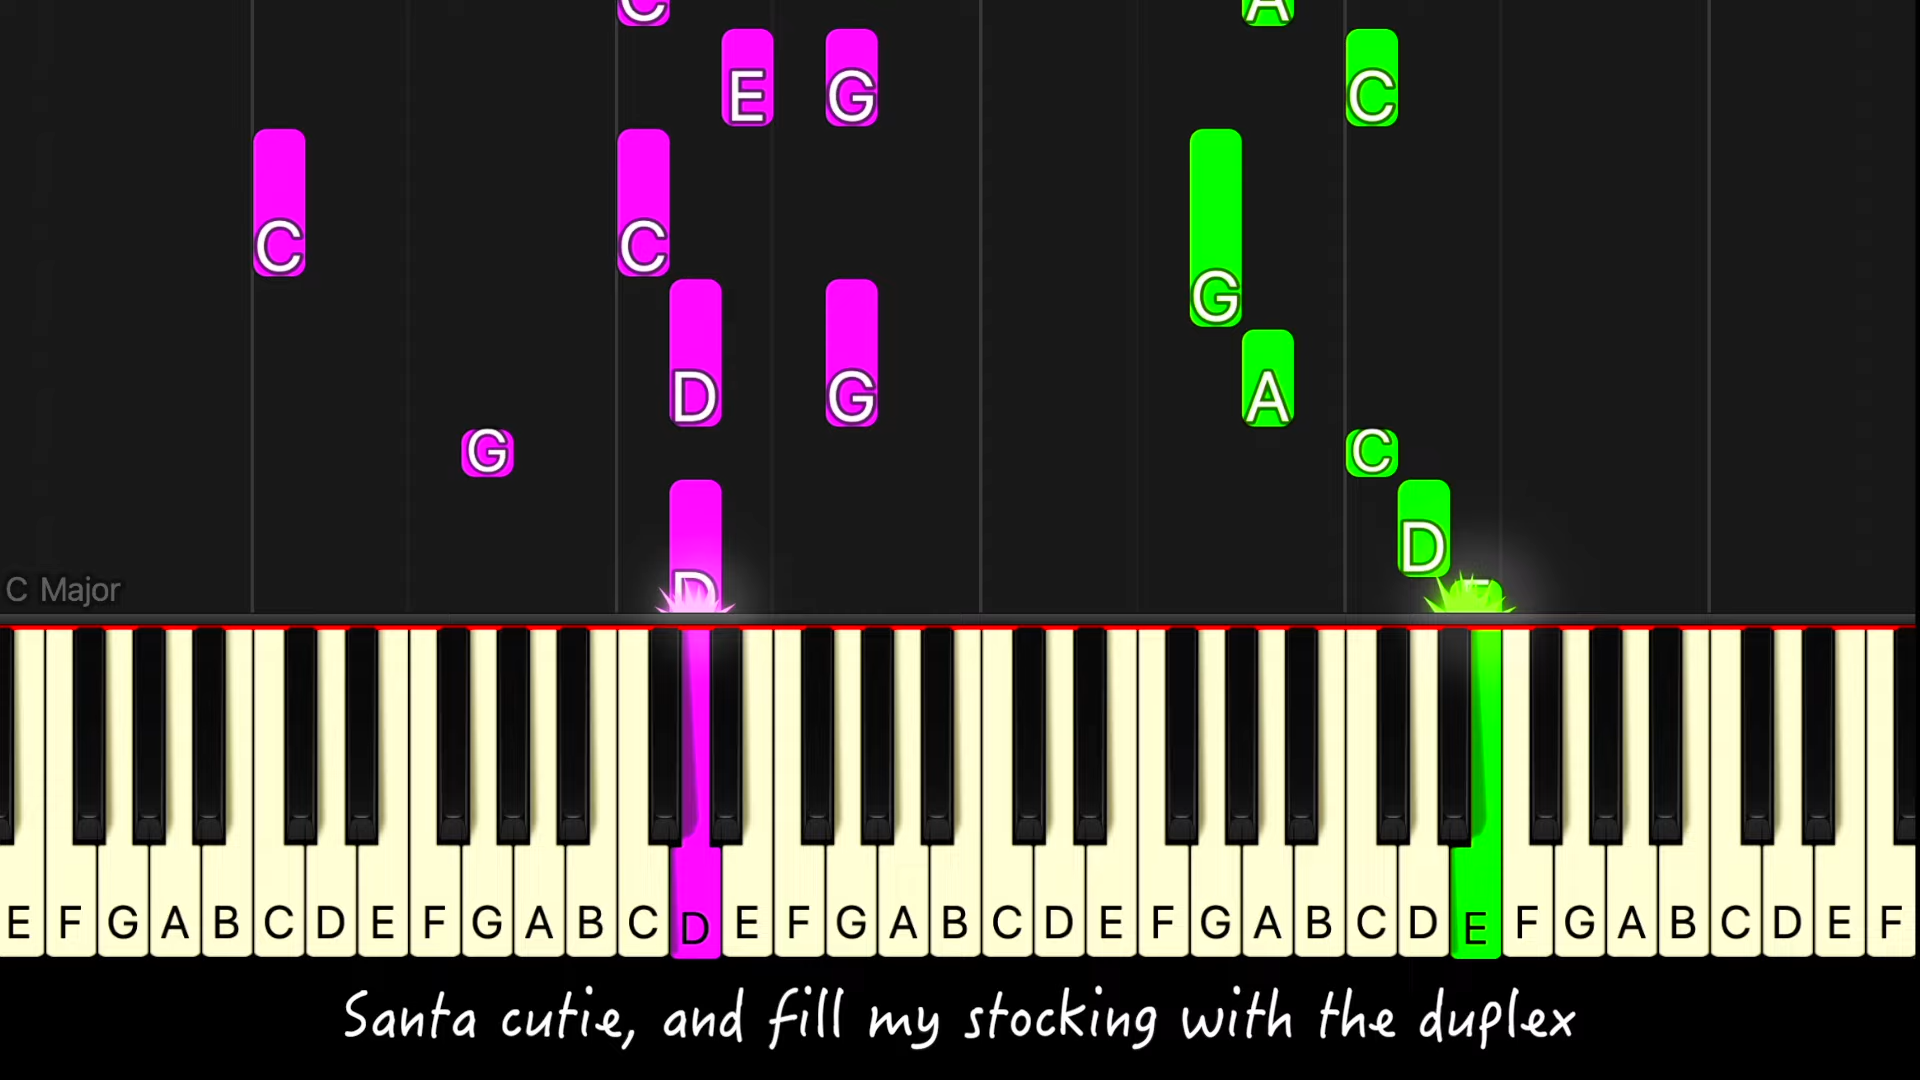 C A
E G C
C C G
D G A
G C
D D
C Major
E F G A B C D E F G A B C D E F G A B C D E F G A B C D E F G A B C D E F
Santa cutie, and fill my stocking with the duplex